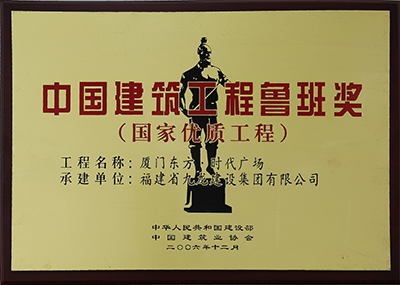 中国建筑工程鲁班奖
(国家优质工程)
工程名称:厦门东方 时代广场
承建单位:福建省九龙建设集团有限公司
中华人民共和国建设部
中国建筑业协会
二〇〇六年十二月